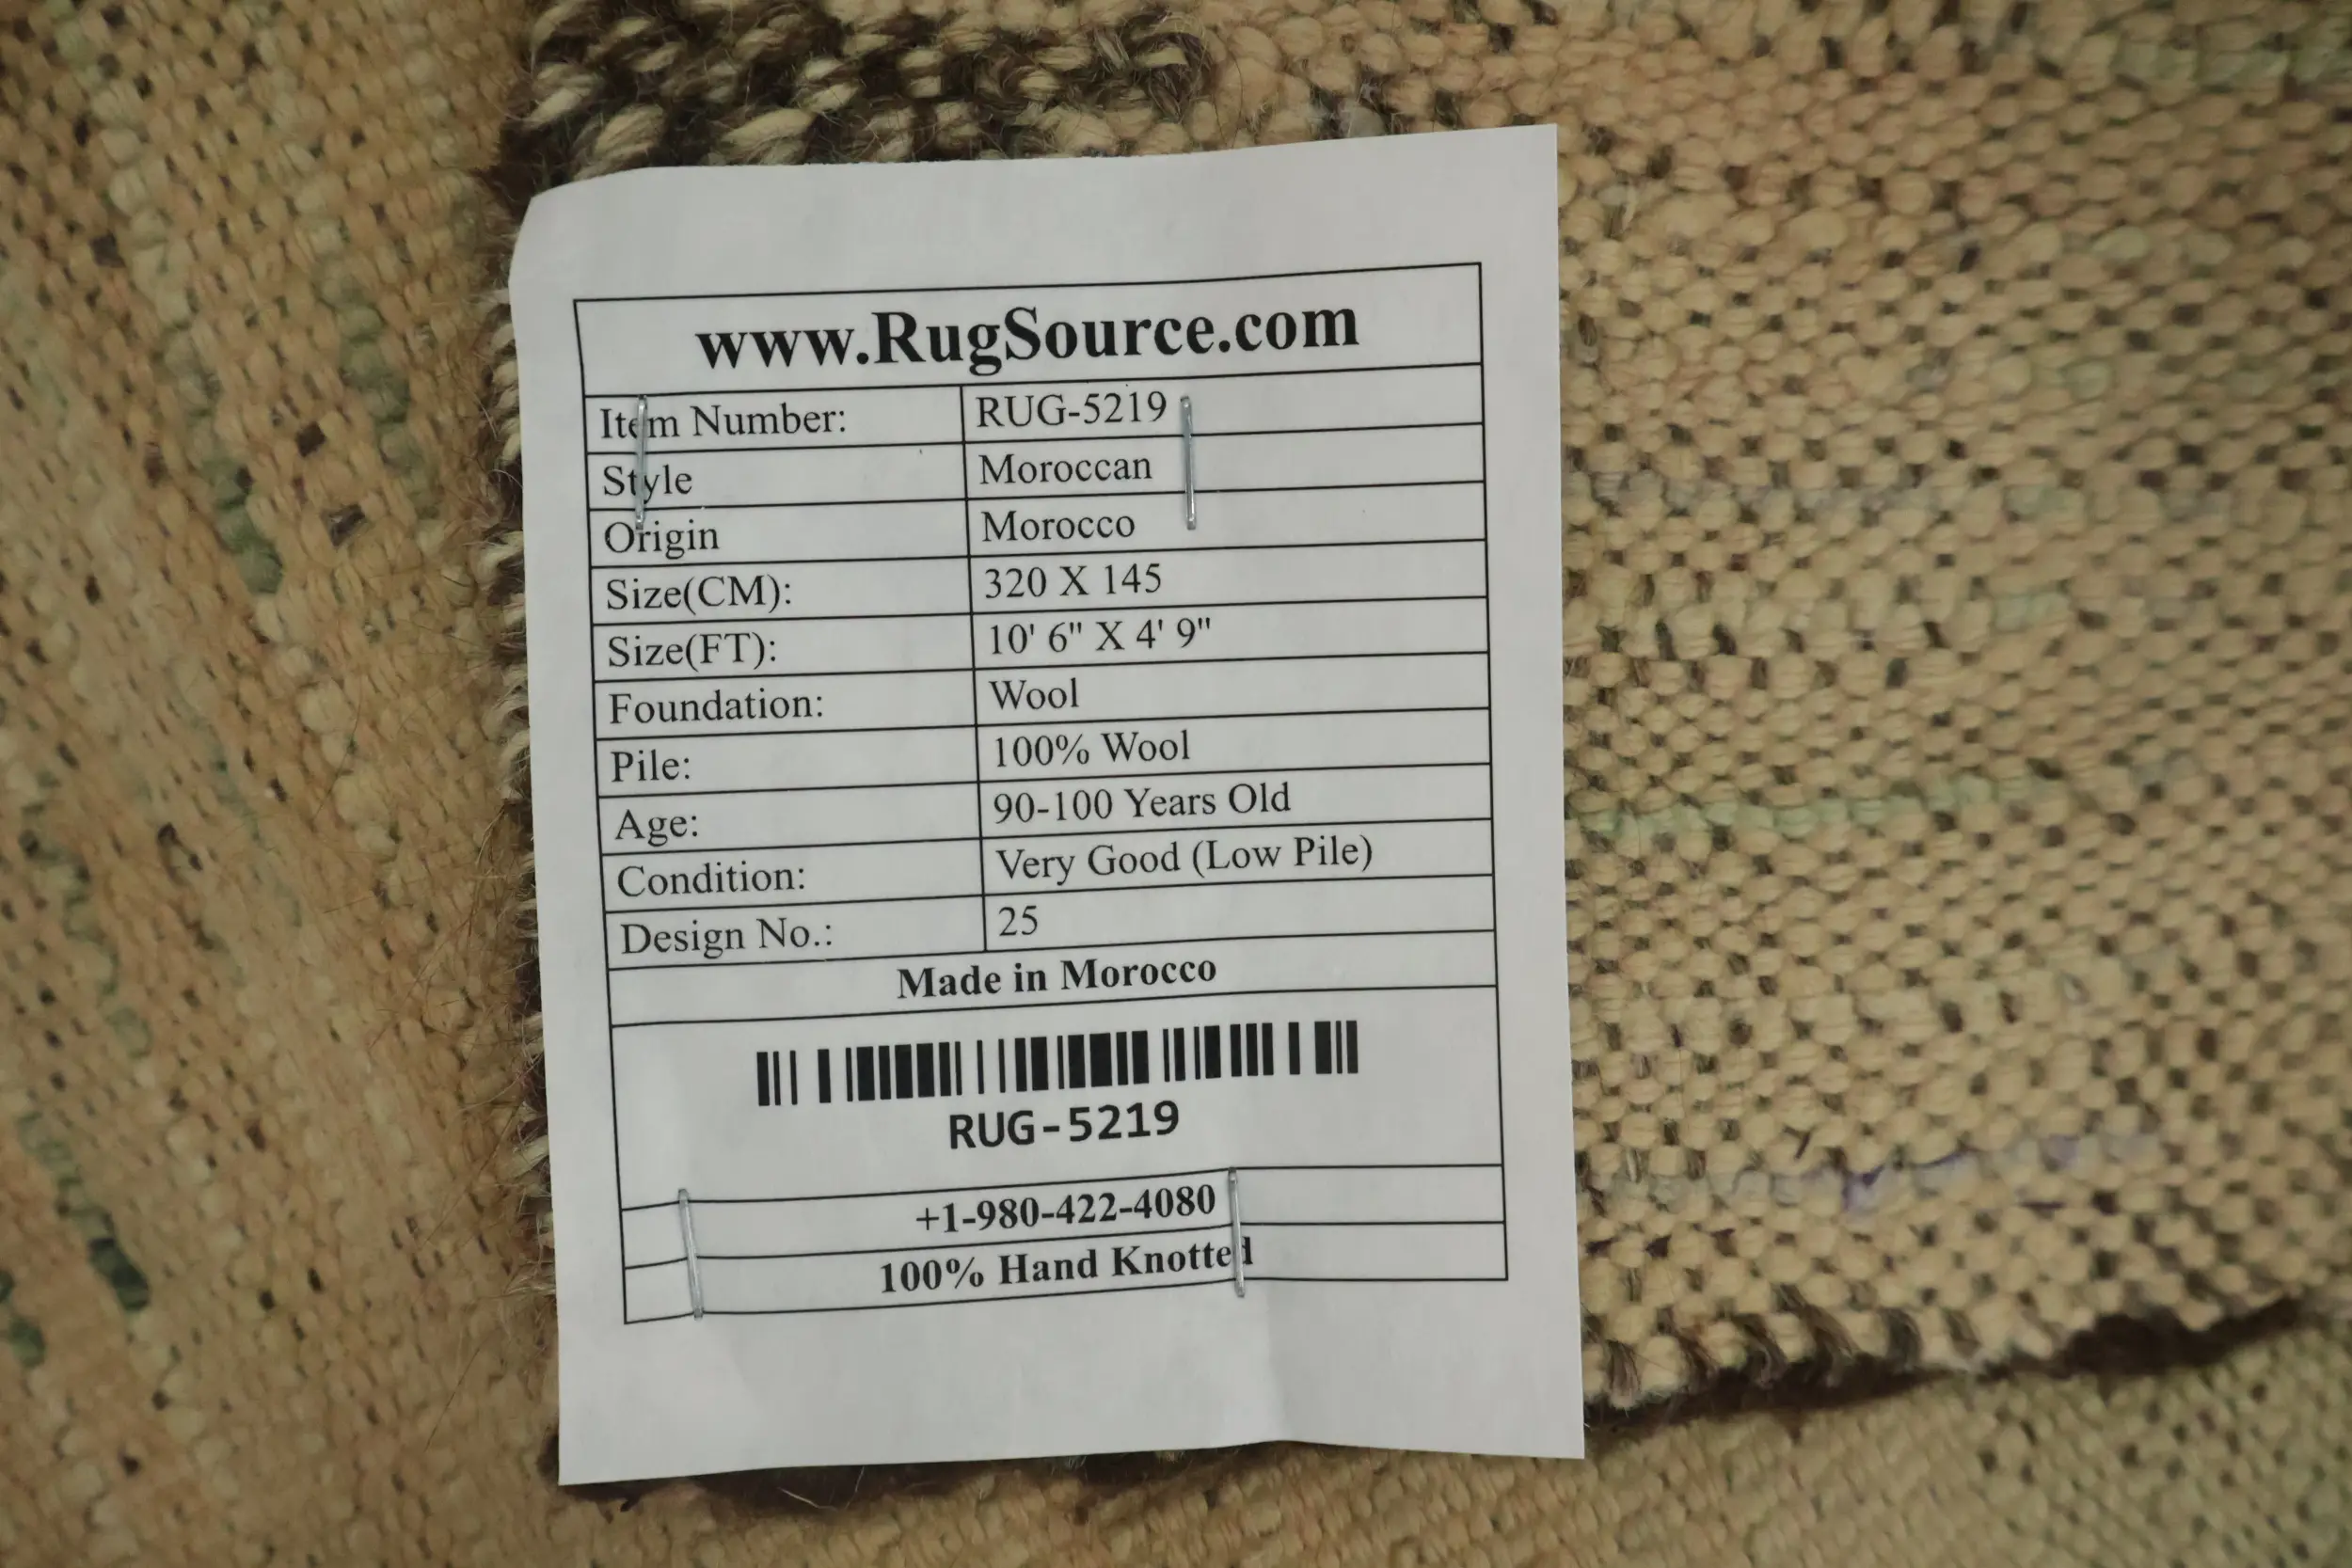 www.RugSource.com
Item Number: RUG-5219
Style Moroccan
Origin Morocco
Size(CM): 320 X 145
Size(FT): 10' 6" X 4' 9"
Foundation: Wool
Pile: 100% Wool
Age: 90-100 Years Old
Condition: Very Good (Low Pile)
Design No.: 25
Made in Morocco
RUG-5219
+1-980-422-4080
100% Hand Knotted